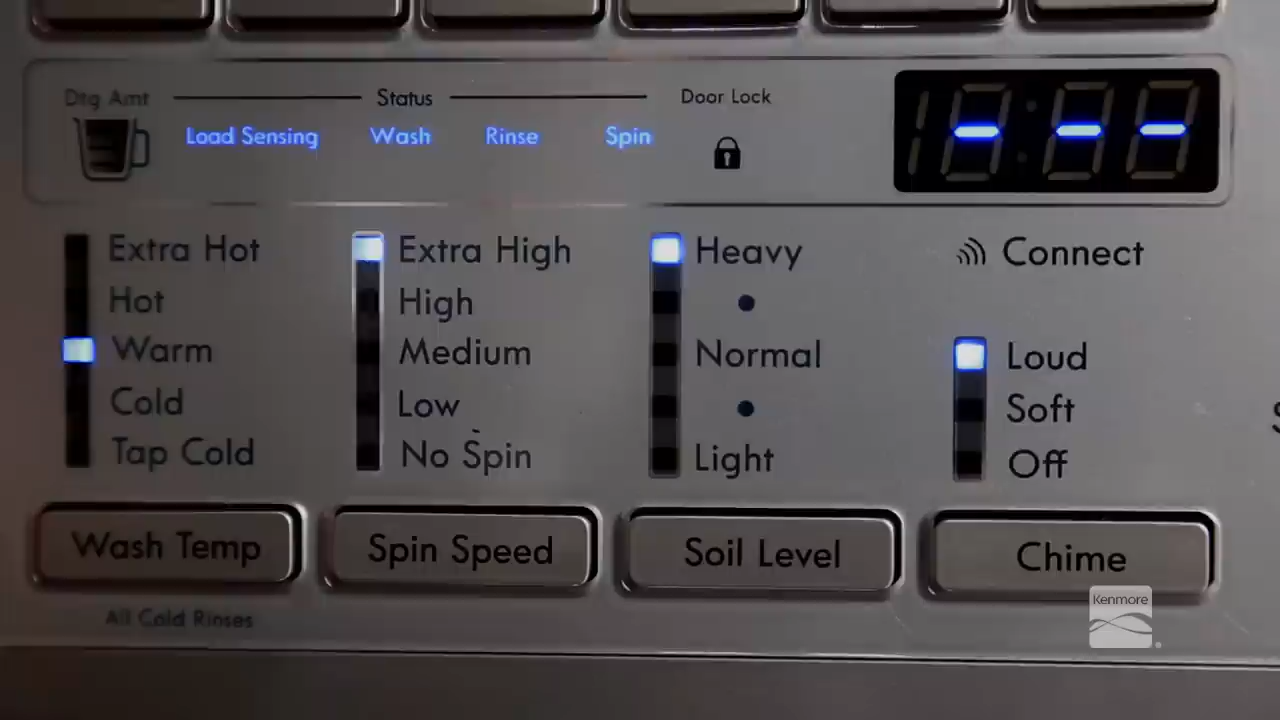 Dtg Amt Status Door Lock
Load Sensing Wash Rinse Spin
Extra Hot Extra High Heavy Connect
Hot High
Warm Medium Normal Loud
Cold Low Soft
Tap Cold No Spin Light Off
Wash Temp Spin Speed Soil Level Chime
All Cold Rinses
Kenmore